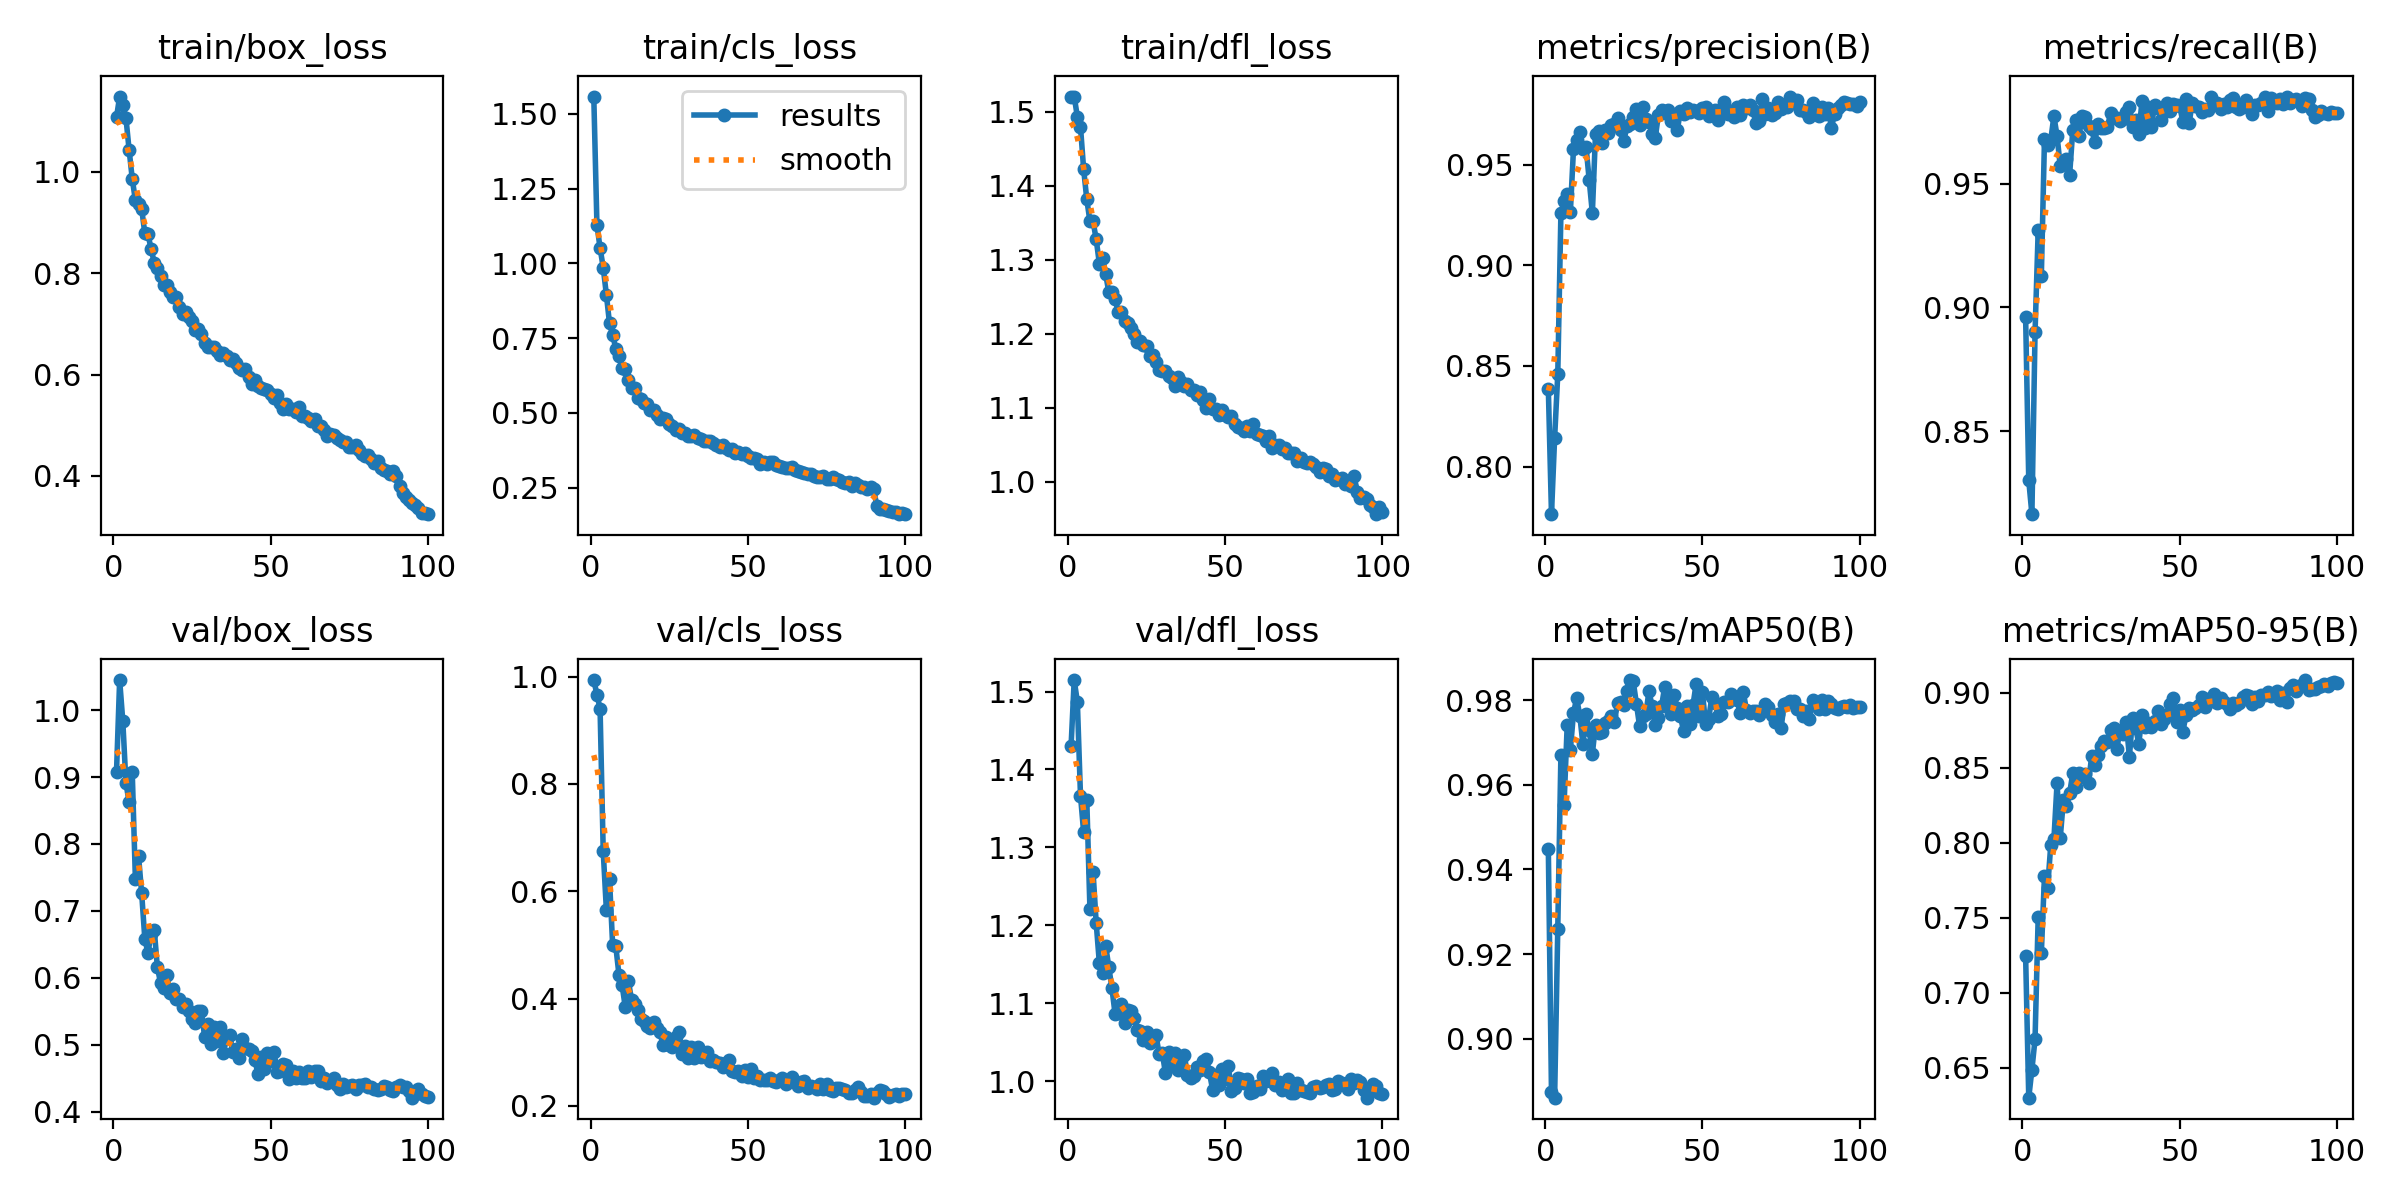 train/box_loss
1.0
0.8
0.6
0.4
0 50 100
train/cls_loss
results
smooth
1.50
1.25
1.00
0.75
0.50
0.25
0 50 100
train/dfl_loss
1.5
1.4
1.3
1.2
1.1
1.0
0 50 100
metrics/precision(B)
0.95
0.90
0.85
0.80
0 50 100
metrics/recall(B)
0.95
0.90
0.85
0 50 100
val/box_loss
1.0
0.9
0.8
0.7
0.6
0.5
0.4
0 50 100
val/cls_loss
1.0
0.8
0.6
0.4
0.2
0 50 100
val/dfl_loss
1.5
1.4
1.3
1.2
1.1
1.0
0 50 100
metrics/mAP50(B)
0.98
0.96
0.94
0.92
0.90
0 50 100
metrics/mAP50-95(B)
0.90
0.85
0.80
0.75
0.70
0.65
0 50 100